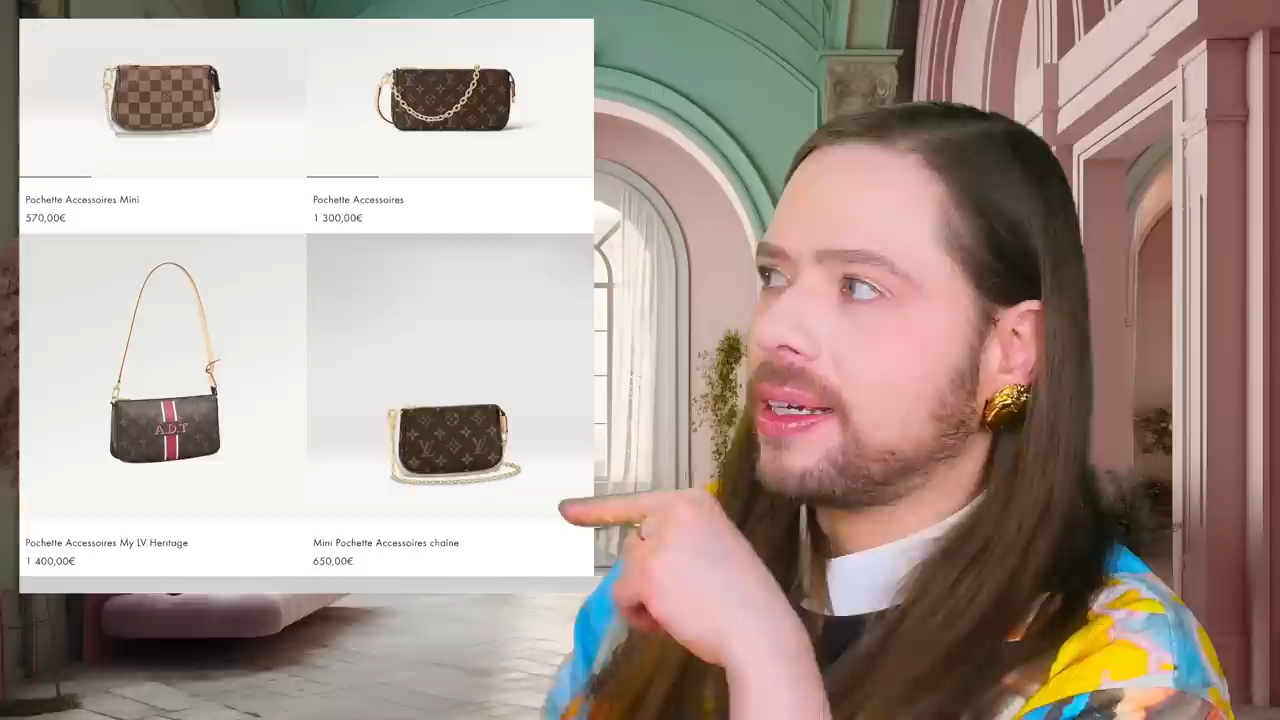 Pochette Accessoires Mini
570,00€
Pochette Accessoires
1 300,00€
A.D.T
Pochette Accessoires My LV Heritage
1 400,00€
Mini Pochette Accessoires chaîne
650,00€